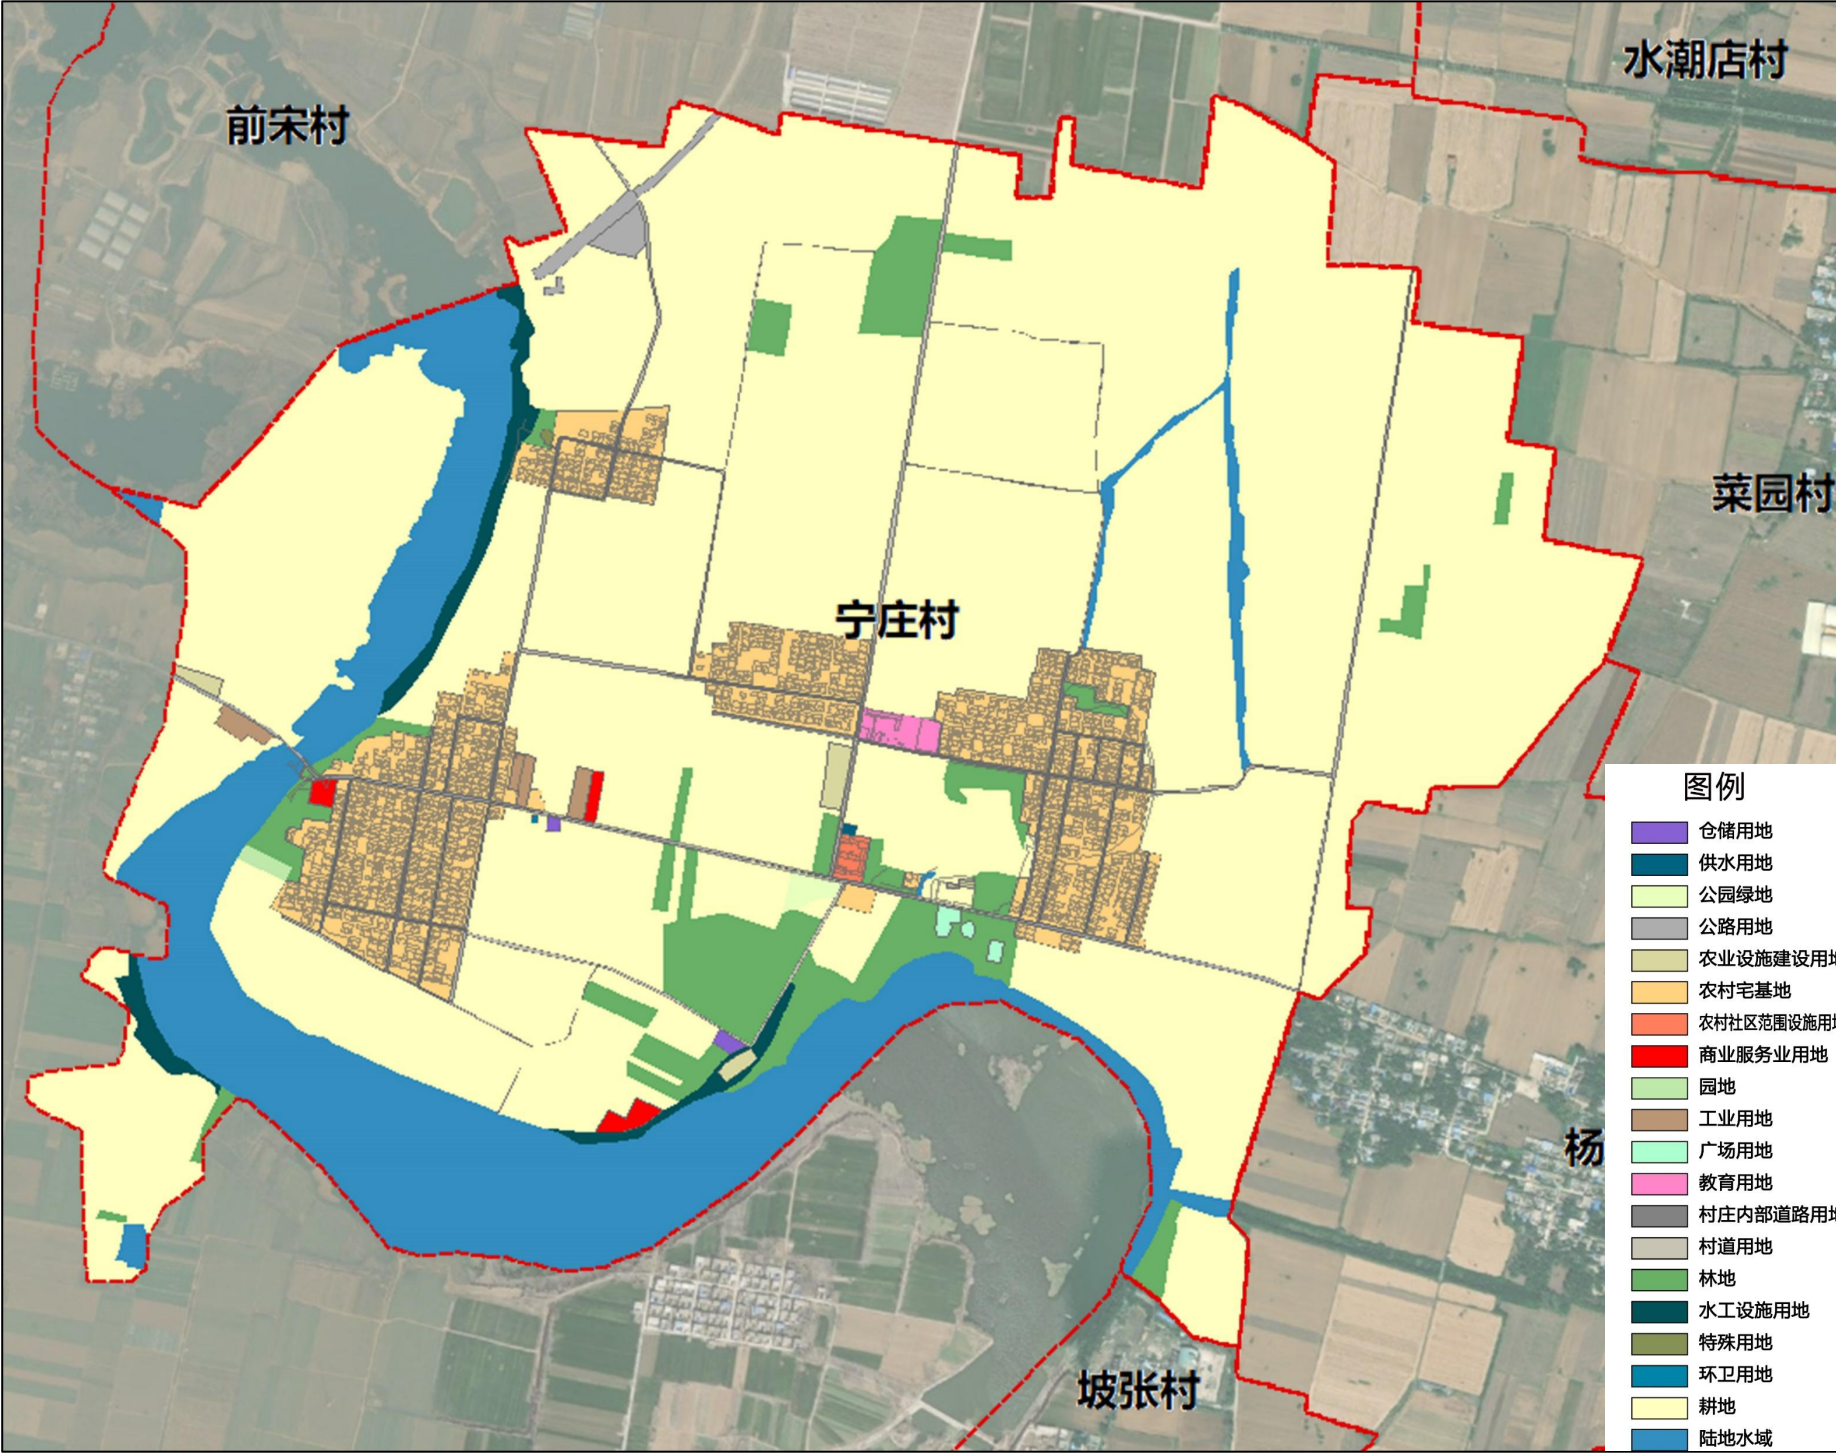 水潮店村
前宋村
菜园村
宁庄村
图例
仓储用地
供水用地
公园绿地
公路用地
农业设施建设用地
农村宅基地
农村社区范围设施用地
商业服务业用地
园地
工业用地
广场用地
教育用地
村庄内部道路用地
村道用地
林地
水工设施用地
特殊用地
环卫用地
耕地
陆地水域
杨
坡张村